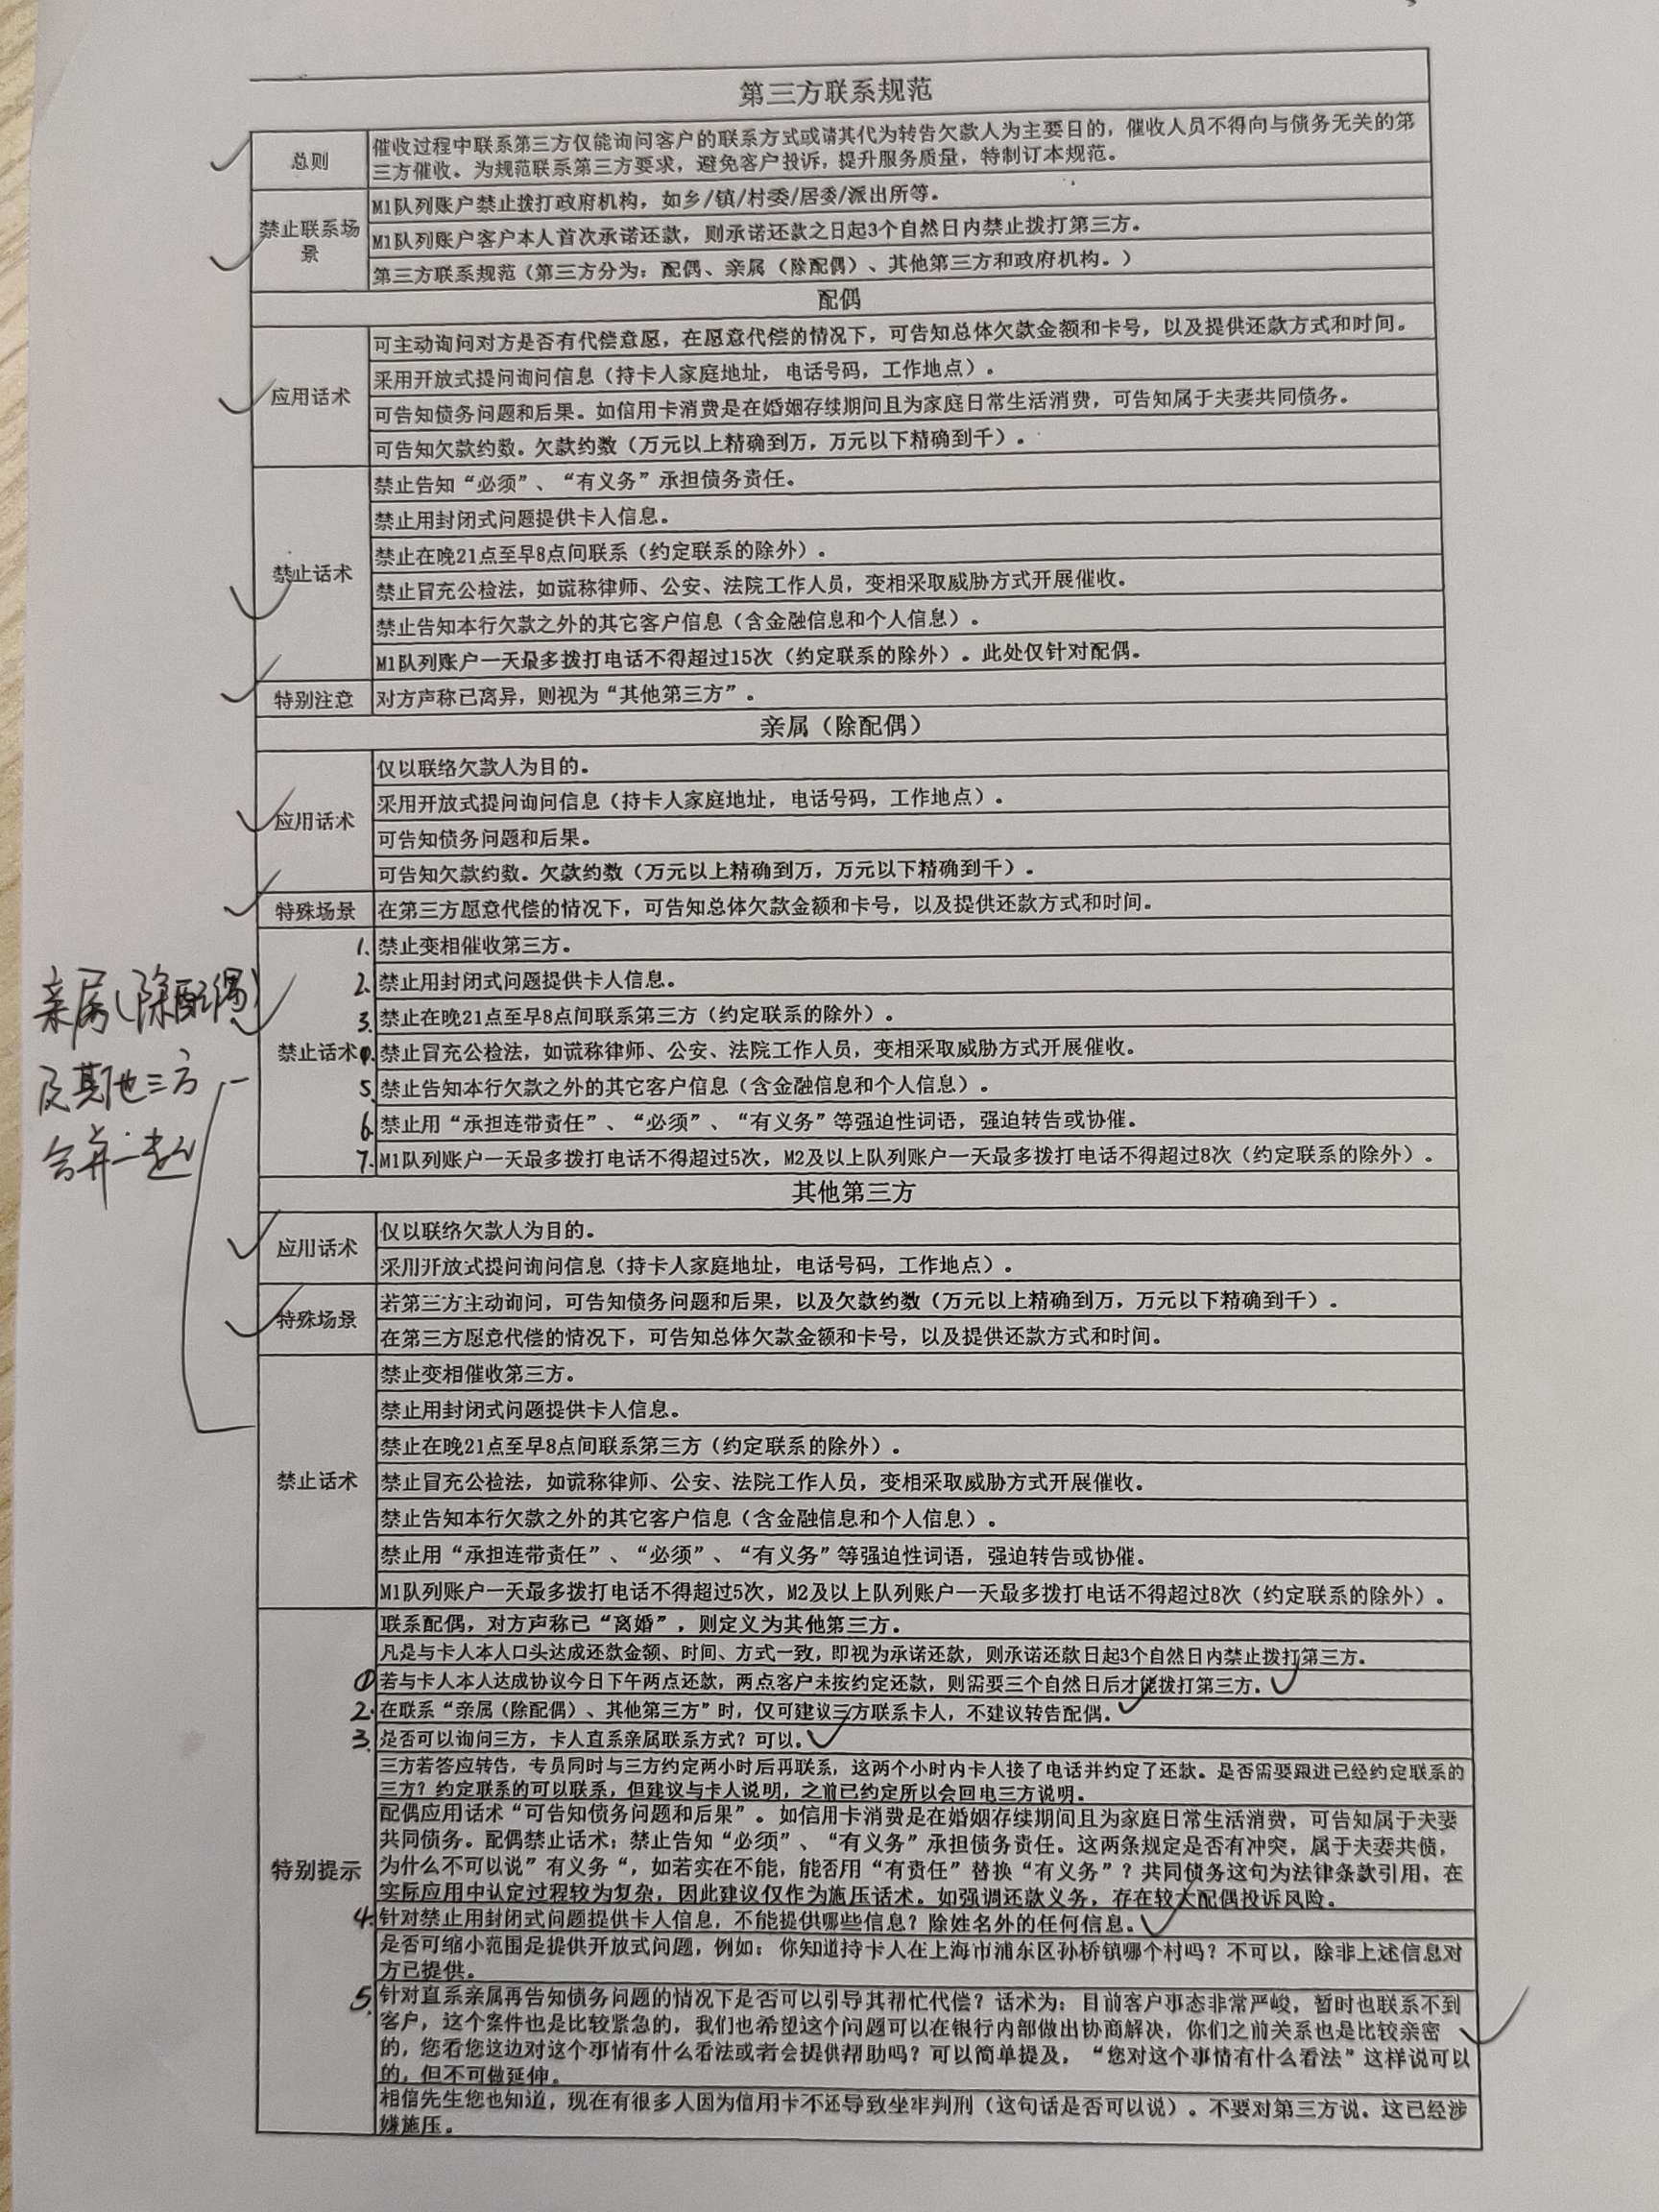 第三方联系规范
总则
催收过程中联系第三方仅能询问客户的联系方式或请其代为转告欠款人为主要目的，催收人员不得向与债务无关的第
三方催收。为规范联系第三方要求，避免客户投诉，提升服务质量，特制订本规范。
禁止联系场
景
M1队列账户禁止拨打政府机构，如乡/镇/村委/居委/派出所等。
M1队列账户客户本人首次承诺还款，则承诺还款之日起3个自然日内禁止拨打第三方。
第三方联系规范（第三方分为：配偶、亲属（除配偶）、其他第三方和政府机构。）
配偶
应用话术
可主动询问对方是否有代偿意愿，在愿意代偿的情况下，可告知总体欠款金额和卡号，以及提供还款方式和时间。
采用开放式提问询问信息（持卡人家庭地址，电话号码，工作地点）。
可告知债务问题和后果。如信用卡消费是在婚姻存续期间且为家庭日常生活消费，可告知属于夫妻共同债务。
可告知欠款约数。欠款约数（万元以上精确到万，万元以下精确到千）。
禁止话术
禁止告知“必须”、“有义务”承担债务责任。
禁止用封闭式问题提供卡人信息。
禁止在晚21点至早8点间联系（约定联系的除外）。
禁止冒充公检法，如谎称律师、公安、法院工作人员，变相采取威胁方式开展催收。
禁止告知本行欠款之外的其它客户信息（含金融信息和个人信息）。
M1队列账户一天最多拨打电话不得超过15次（约定联系的除外）。此处仅针对配偶。
特别注意
对方声称已离异，则视为“其他第三方”。
亲属（除配偶）
应用话术
仅以联络欠款人为目的。
采用开放式提问询问信息（持卡人家庭地址，电话号码，工作地点）。
可告知债务问题和后果。
可告知欠款约数。欠款约数（万元以上精确到万，万元以下精确到千）。
特殊场景
在第三方愿意代偿的情况下，可告知总体欠款金额和卡号，以及提供还款方式和时间。
亲属（除配偶）
及其他三方
合并一起
禁止话术
1. 禁止变相催收第三方。
2. 禁止用封闭式问题提供卡人信息。
3. 禁止在晚21点至早8点间联系第三方（约定联系的除外）。
4. 禁止冒充公检法，如谎称律师、公安、法院工作人员，变相采取威胁方式开展催收。
5. 禁止告知本行欠款之外的其它客户信息（含金融信息和个人信息）。
6. 禁止用“承担连带责任”、“必须”、“有义务”等强迫性词语，强迫转告或协催。
7. M1队列账户一天最多拨打电话不得超过5次，M2及以上队列账户一天最多拨打电话不得超过8次（约定联系的除外）。
其他第三方
应用话术
仅以联络欠款人为目的。
采用开放式提问询问信息（持卡人家庭地址，电话号码，工作地点）。
特殊场景
若第三方主动询问，可告知债务问题和后果，以及欠款约数（万元以上精确到万，万元以下精确到千）。
在第三方愿意代偿的情况下，可告知总体欠款金额和卡号，以及提供还款方式和时间。
禁止话术
禁止变相催收第三方。
禁止用封闭式问题提供卡人信息。
禁止在晚21点至早8点间联系第三方（约定联系的除外）。
禁止冒充公检法，如谎称律师、公安、法院工作人员，变相采取威胁方式开展催收。
禁止告知本行欠款之外的其它客户信息（含金融信息和个人信息）。
禁止用“承担连带责任”、“必须”、“有义务”等强迫性词语，强迫转告或协催。
M1队列账户一天最多拨打电话不得超过5次，M2及以上队列账户一天最多拨打电话不得超过8次（约定联系的除外）。
特别提示
联系配偶，对方声称已“离婚”，则定义为其他第三方。
凡是与卡人本人口头达成还款金额、时间、方式一致，即视为承诺还款，则承诺还款日起3个自然日内禁止拨打第三方。
① 若与卡人本人达成协议今日下午两点还款，两点客户未按约定还款，则需要三个自然日后才能拨打第三方。
2. 在联系“亲属（除配偶）、其他第三方”时，仅可建议三方联系卡人，不建议转告配偶。
3. 是否可以询问三方，卡人直系亲属联系方式？可以。
三方若答应转告，专员同时与三方约定两小时后再联系，这两个小时内卡人接了电话并约定了还款。是否需要跟进已经约定联系的
三方？约定联系的可以联系，但建议与卡人说明，之前已约定所以会回电三方说明。
配偶应用话术“可告知债务问题和后果”。如信用卡消费是在婚姻存续期间且为家庭日常生活消费，可告知属于夫妻
共同债务。配偶禁止话术：禁止告知“必须”、“有义务”承担债务责任。这两条规定是否有冲突，属于夫妻共债，
为什么不可以说”有义务“，如若实在不能，能否用“有责任”替换“有义务”？共同债务这句为法律条款引用，在
实际应用中认定过程较为复杂，因此建议仅作为施压话术。如强调还款义务，存在较大配偶投诉风险。
4. 针对禁止用封闭式问题提供卡人信息，不能提供哪些信息？除姓名外的任何信息。
是否可缩小范围是提供开放式问题，例如：你知道持卡人在上海市浦东区孙桥镇哪个村吗？不可以，除非上述信息对
方已提供。
5. 针对直系亲属再告知债务问题的情况下是否可以引导其帮忙代偿？话术为：目前客户事态非常严峻，暂时也联系不到
客户，这个案件也是比较紧急的，我们也希望这个问题可以在银行内部做出协商解决，你们之前关系也是比较亲密
的，您看您这边对这个事情有什么看法或者会提供帮助吗？可以简单提及，“您对这个事情有什么看法”这样说可以
的，但不可做延伸。
相信先生您也知道，现在有很多人因为信用卡不还导致坐牢判刑（这句话是否可以说）。不要对第三方说．这已经涉
嫌施压。